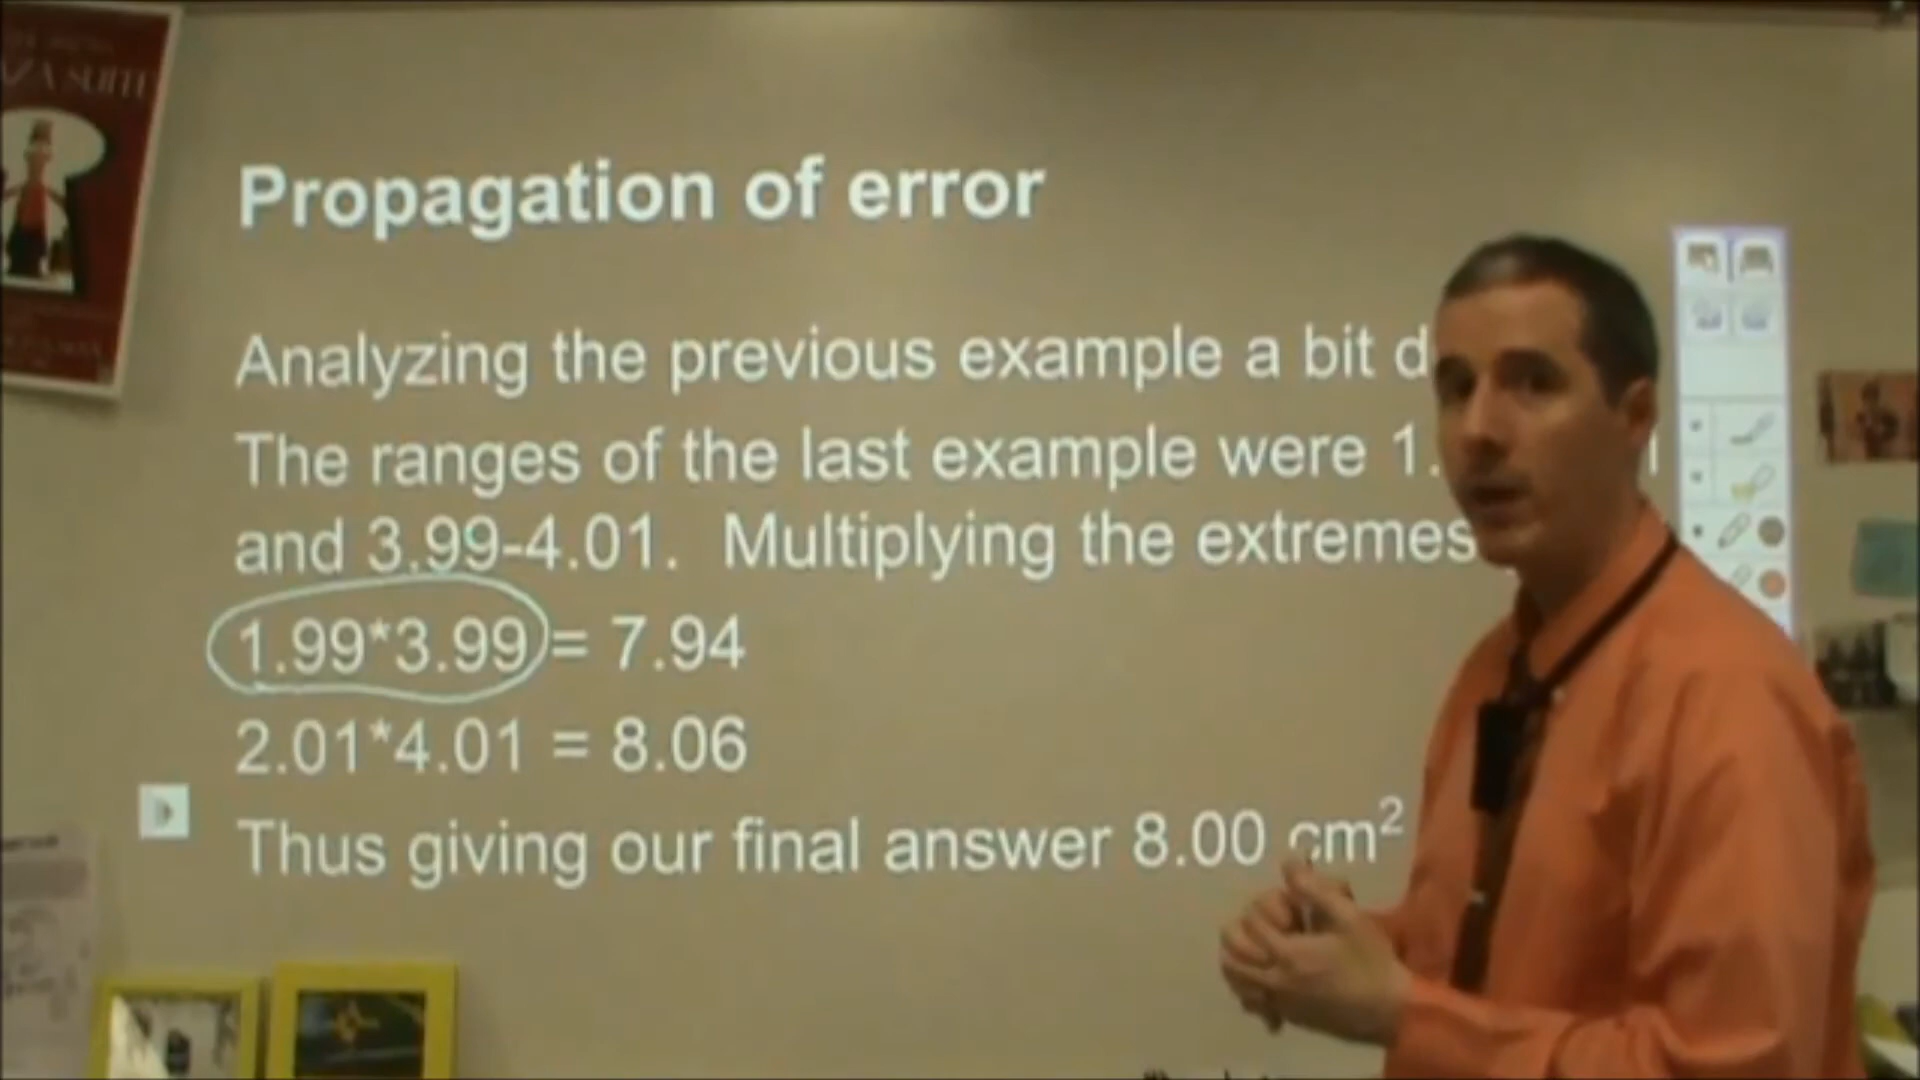 Propagation of error
Analyzing the previous example a bit d
The ranges of the last example were 1.
and 3.99-4.01. Multiplying the extremes
1.99*3.99 = 7.94
2.01*4.01 = 8.06
Thus giving our final answer 8.00 cm²